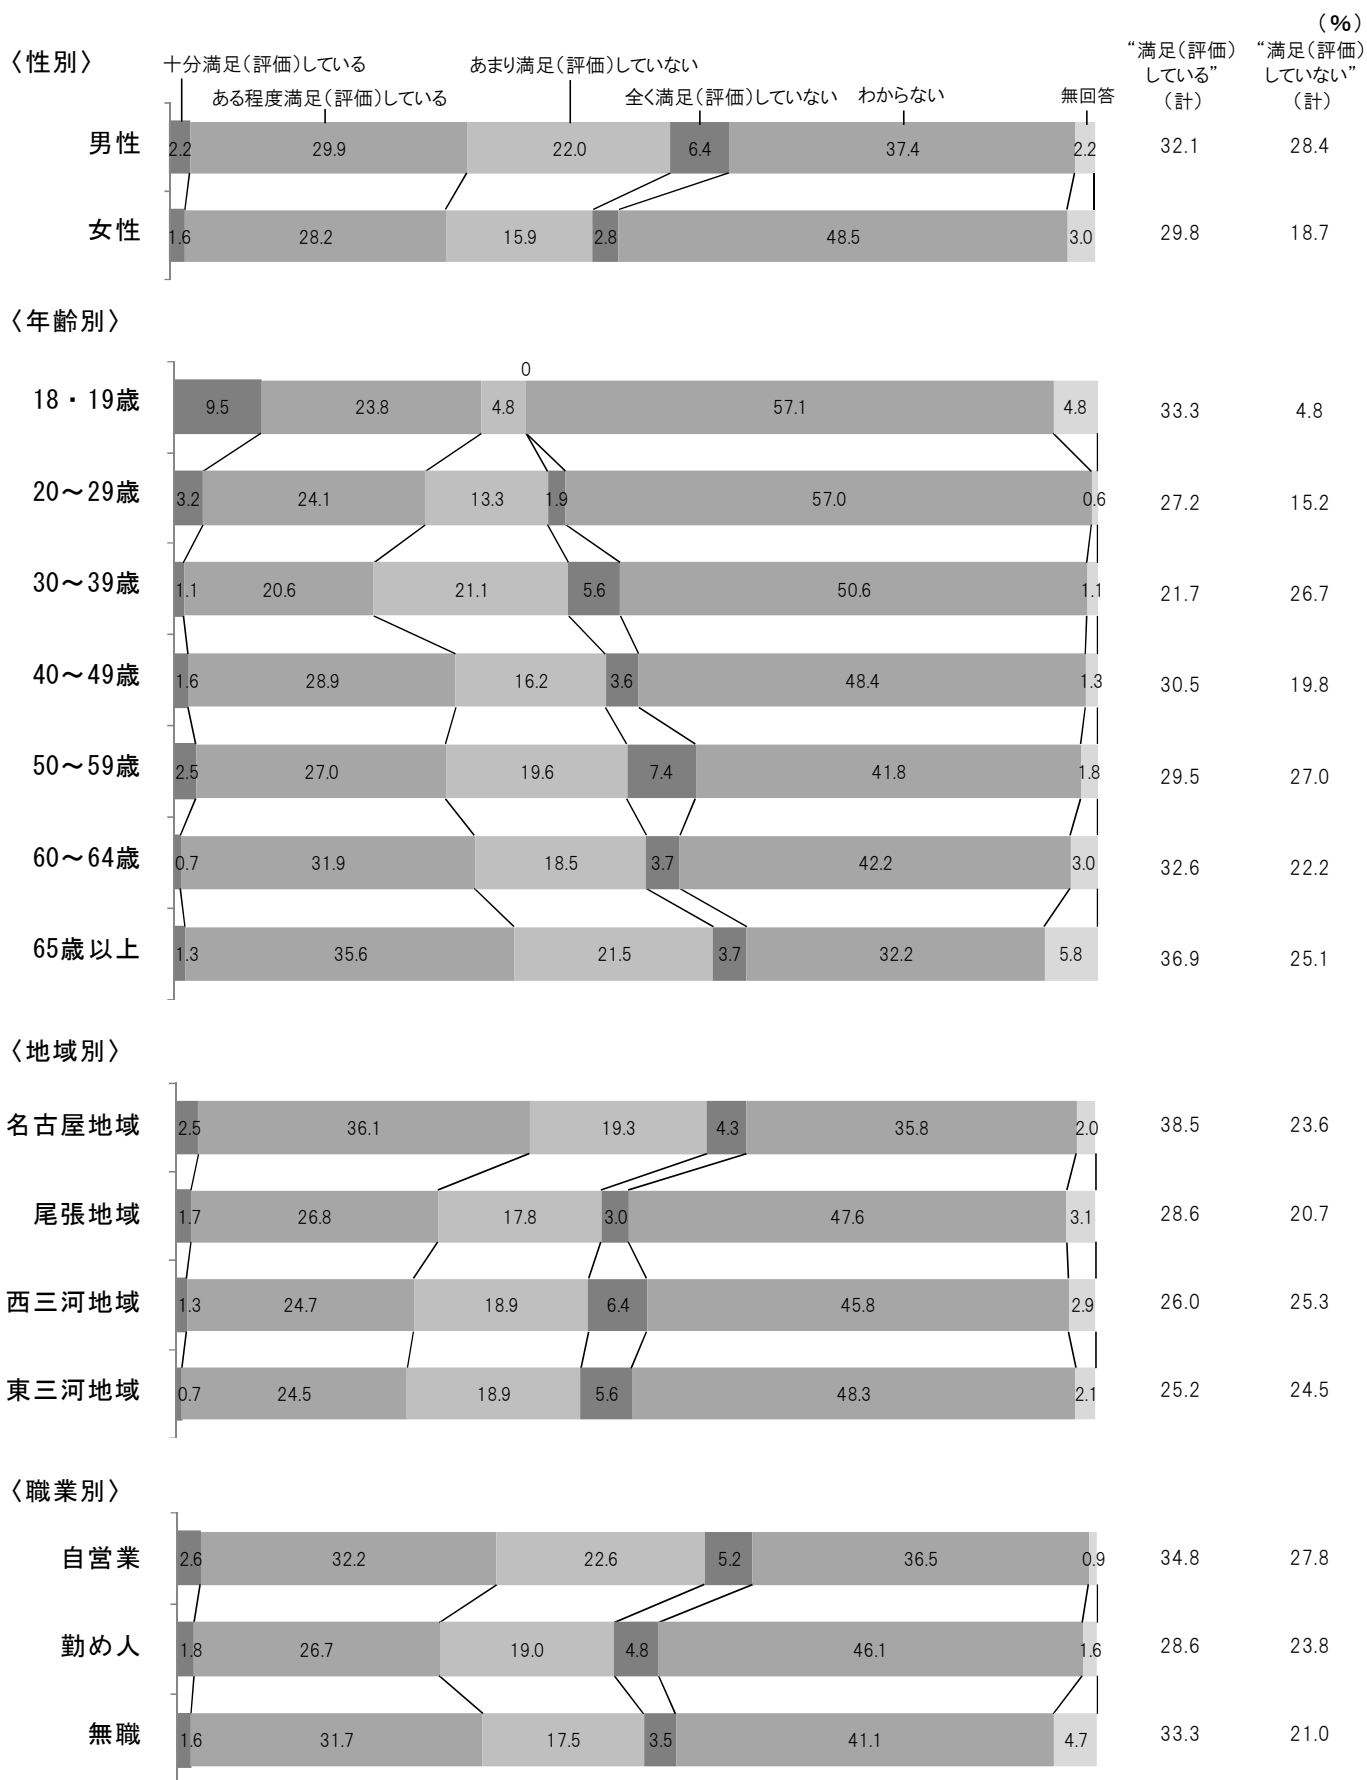 （％）
〈性別〉
十分満足（評価）している
ある程度満足（評価）している
あまり満足（評価）していない
全く満足（評価）していない
わからない
無回答
“満足（評価）
している”
（計）
“満足（評価）
していない”
（計）
男性 2.2 29.9 22.0 6.4 37.4 2.2 32.1 28.4
女性 1.6 28.2 15.9 2.8 48.5 3.0 29.8 18.7
〈年齢別〉
0
18・19歳 9.5 23.8 4.8 57.1 4.8 33.3 4.8
20～29歳 3.2 24.1 13.3 1.9 57.0 0.6 27.2 15.2
30～39歳 1.1 20.6 21.1 5.6 50.6 1.1 21.7 26.7
40～49歳 1.6 28.9 16.2 3.6 48.4 1.3 30.5 19.8
50～59歳 2.5 27.0 19.6 7.4 41.8 1.8 29.5 27.0
60～64歳 0.7 31.9 18.5 3.7 42.2 3.0 32.6 22.2
65歳以上 1.3 35.6 21.5 3.7 32.2 5.8 36.9 25.1
〈地域別〉
名古屋地域 2.5 36.1 19.3 4.3 35.8 2.0 38.5 23.6
尾張地域 1.7 26.8 17.8 3.0 47.6 3.1 28.6 20.7
西三河地域 1.3 24.7 18.9 6.4 45.8 2.9 26.0 25.3
東三河地域 0.7 24.5 18.9 5.6 48.3 2.1 25.2 24.5
〈職業別〉
自営業 2.6 32.2 22.6 5.2 36.5 0.9 34.8 27.8
勤め人 1.8 26.7 19.0 4.8 46.1 1.6 28.6 23.8
無職 1.6 31.7 17.5 3.5 41.1 4.7 33.3 21.0